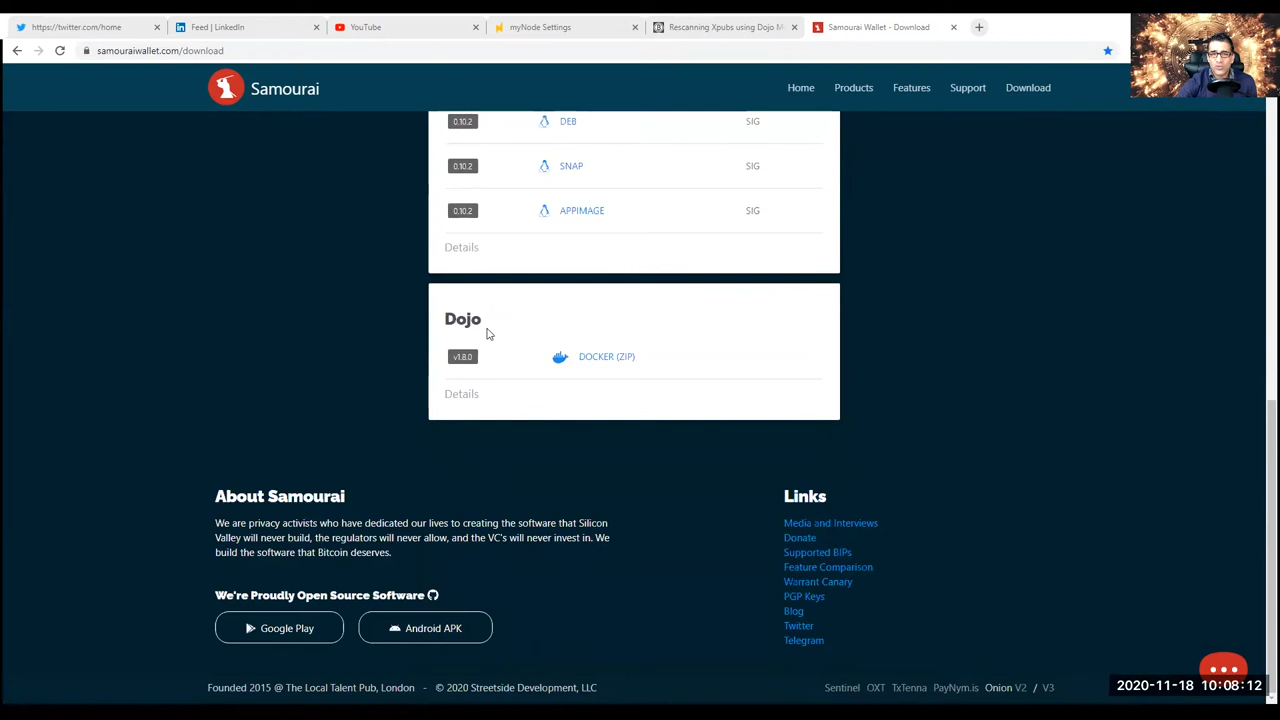 https://twitter.com/home
Feed | LinkedIn
YouTube
myNode Settings
Rescanning Xpubs using Dojo M
Samourai Wallet - Download
samouraiwallet.com/download
Samourai
Home
Products
Features
Support
Download
0.10.2 DEB SIG
0.10.2 SNAP SIG
0.10.2 APPIMAGE SIG
Details
Dojo
v1.8.0 DOCKER (ZIP)
Details
About Samourai
We are privacy activists who have dedicated our lives to creating the software that Silicon
Valley will never build, the regulators will never allow, and the VC's will never invest in. We
build the software that Bitcoin deserves.
We're Proudly Open Source Software
Google Play
Android APK
Links
Media and Interviews
Donate
Supported BIPs
Feature Comparison
Warrant Canary
PGP Keys
Blog
Twitter
Telegram
Founded 2015 @ The Local Talent Pub, London - © 2020 Streetside Development, LLC
Sentinel OXT TxTenna PayNym.is Onion V2 / V3
2020-11-18 10:08:12